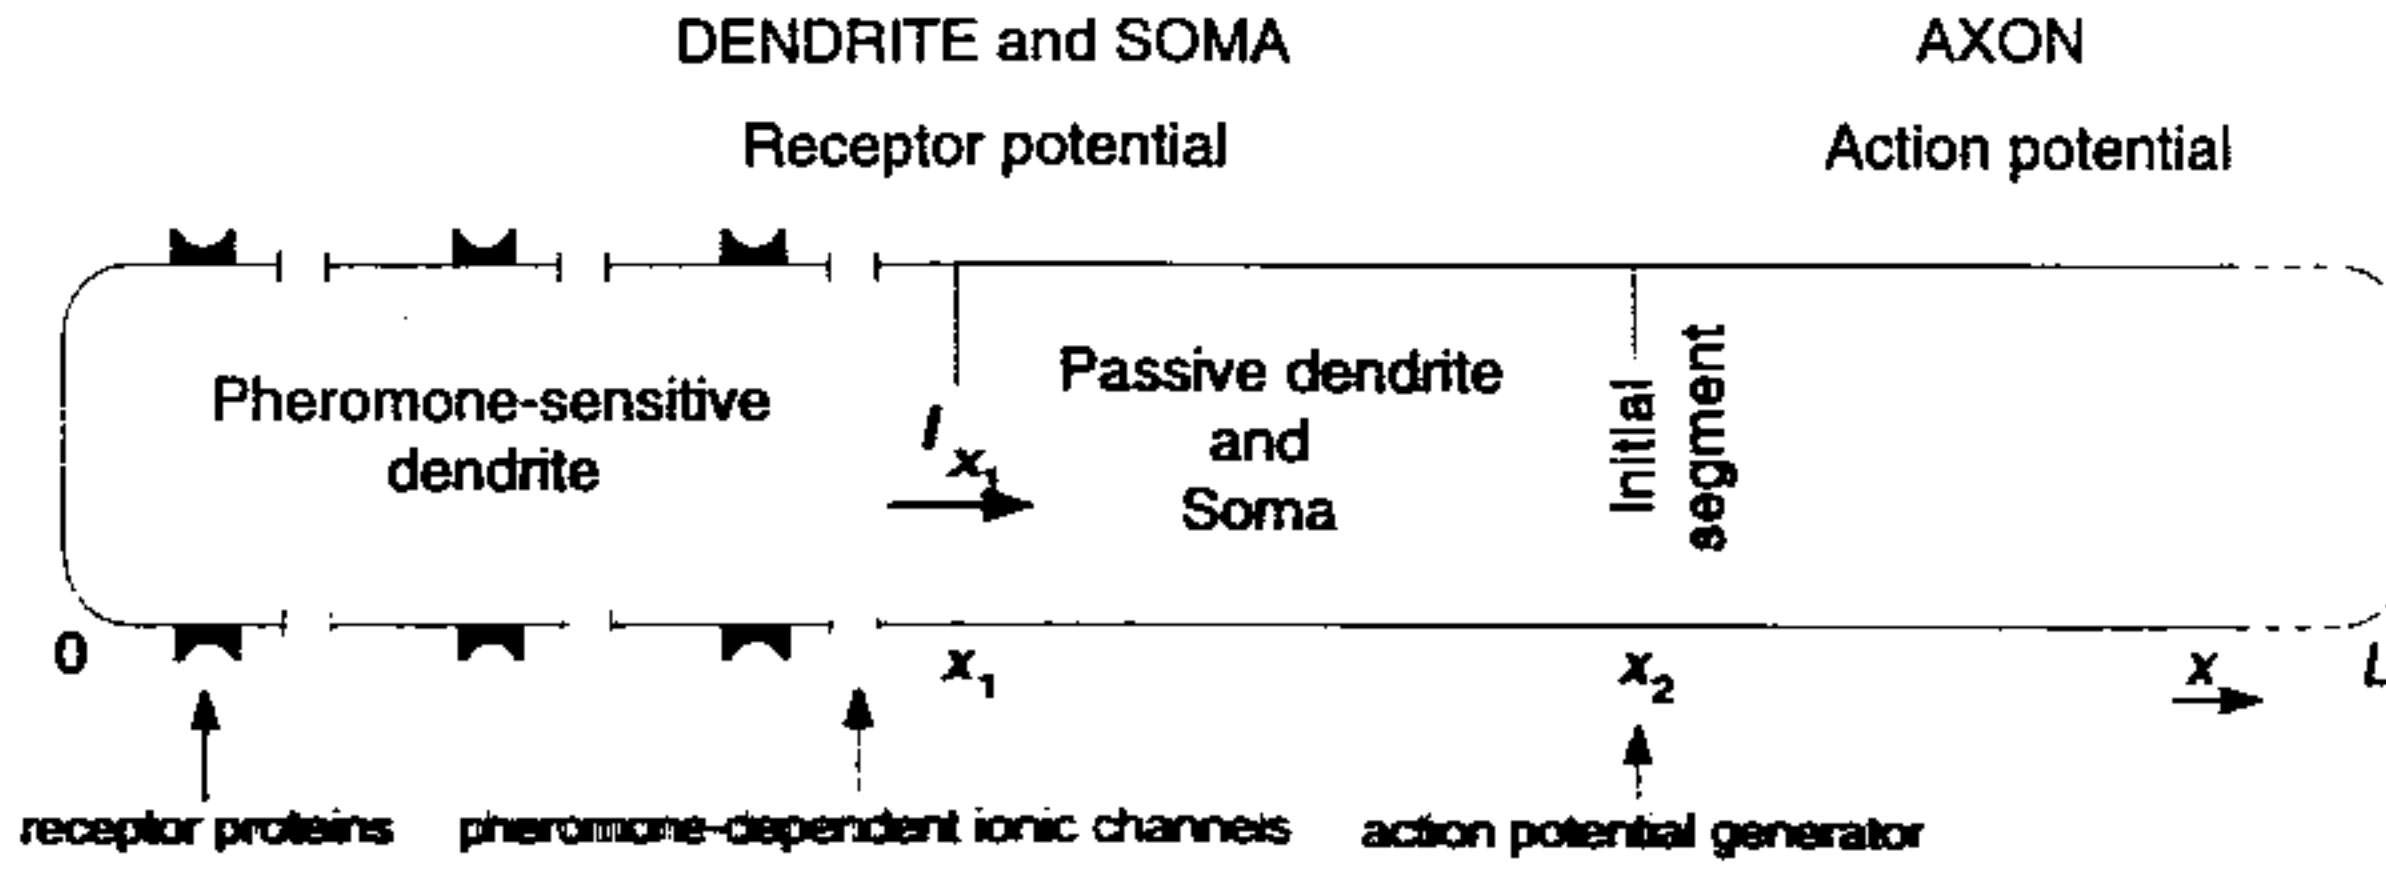 DENDRITE and SOMA
AXON
Receptor potential
Action potential
Pheromone-sensitive
dendrite
I x₁
Passive dendrite
and
Soma
Initial
segment
0
x₁
x₂
x
L
receptor proteins
pheromone-dependent ionic channels
action potential generator